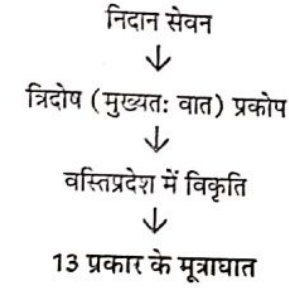 निदान सेवन
↓
त्रिदोष (मुख्यतः वात) प्रकोप
↓
वस्तिप्रदेश में विकृति
↓
13 प्रकार के मूत्राघात